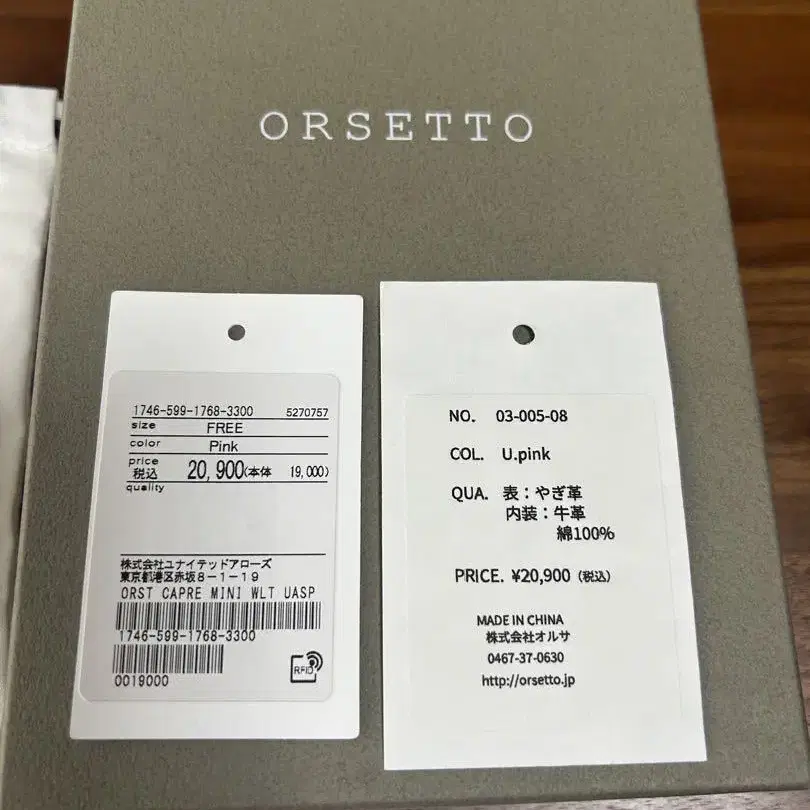 ORSETTO
1746-599-1768-3300 5270757
size FREE
color Pink
price
税込 20,900(本体 19,000)
quality
株式会社ユナイテッドアローズ
東京都港区赤坂8-1-19
ORST CAPRE MINI WLT UASP
1746-599-1768-3300
0019000
RFID
NO. 03-005-08
COL. U.pink
QUA. 表:やぎ革
内装:牛革
綿100%
PRICE. ¥20,900(税込)
MADE IN CHINA
株式会社オルサ
0467-37-0630
http://orsetto.jp